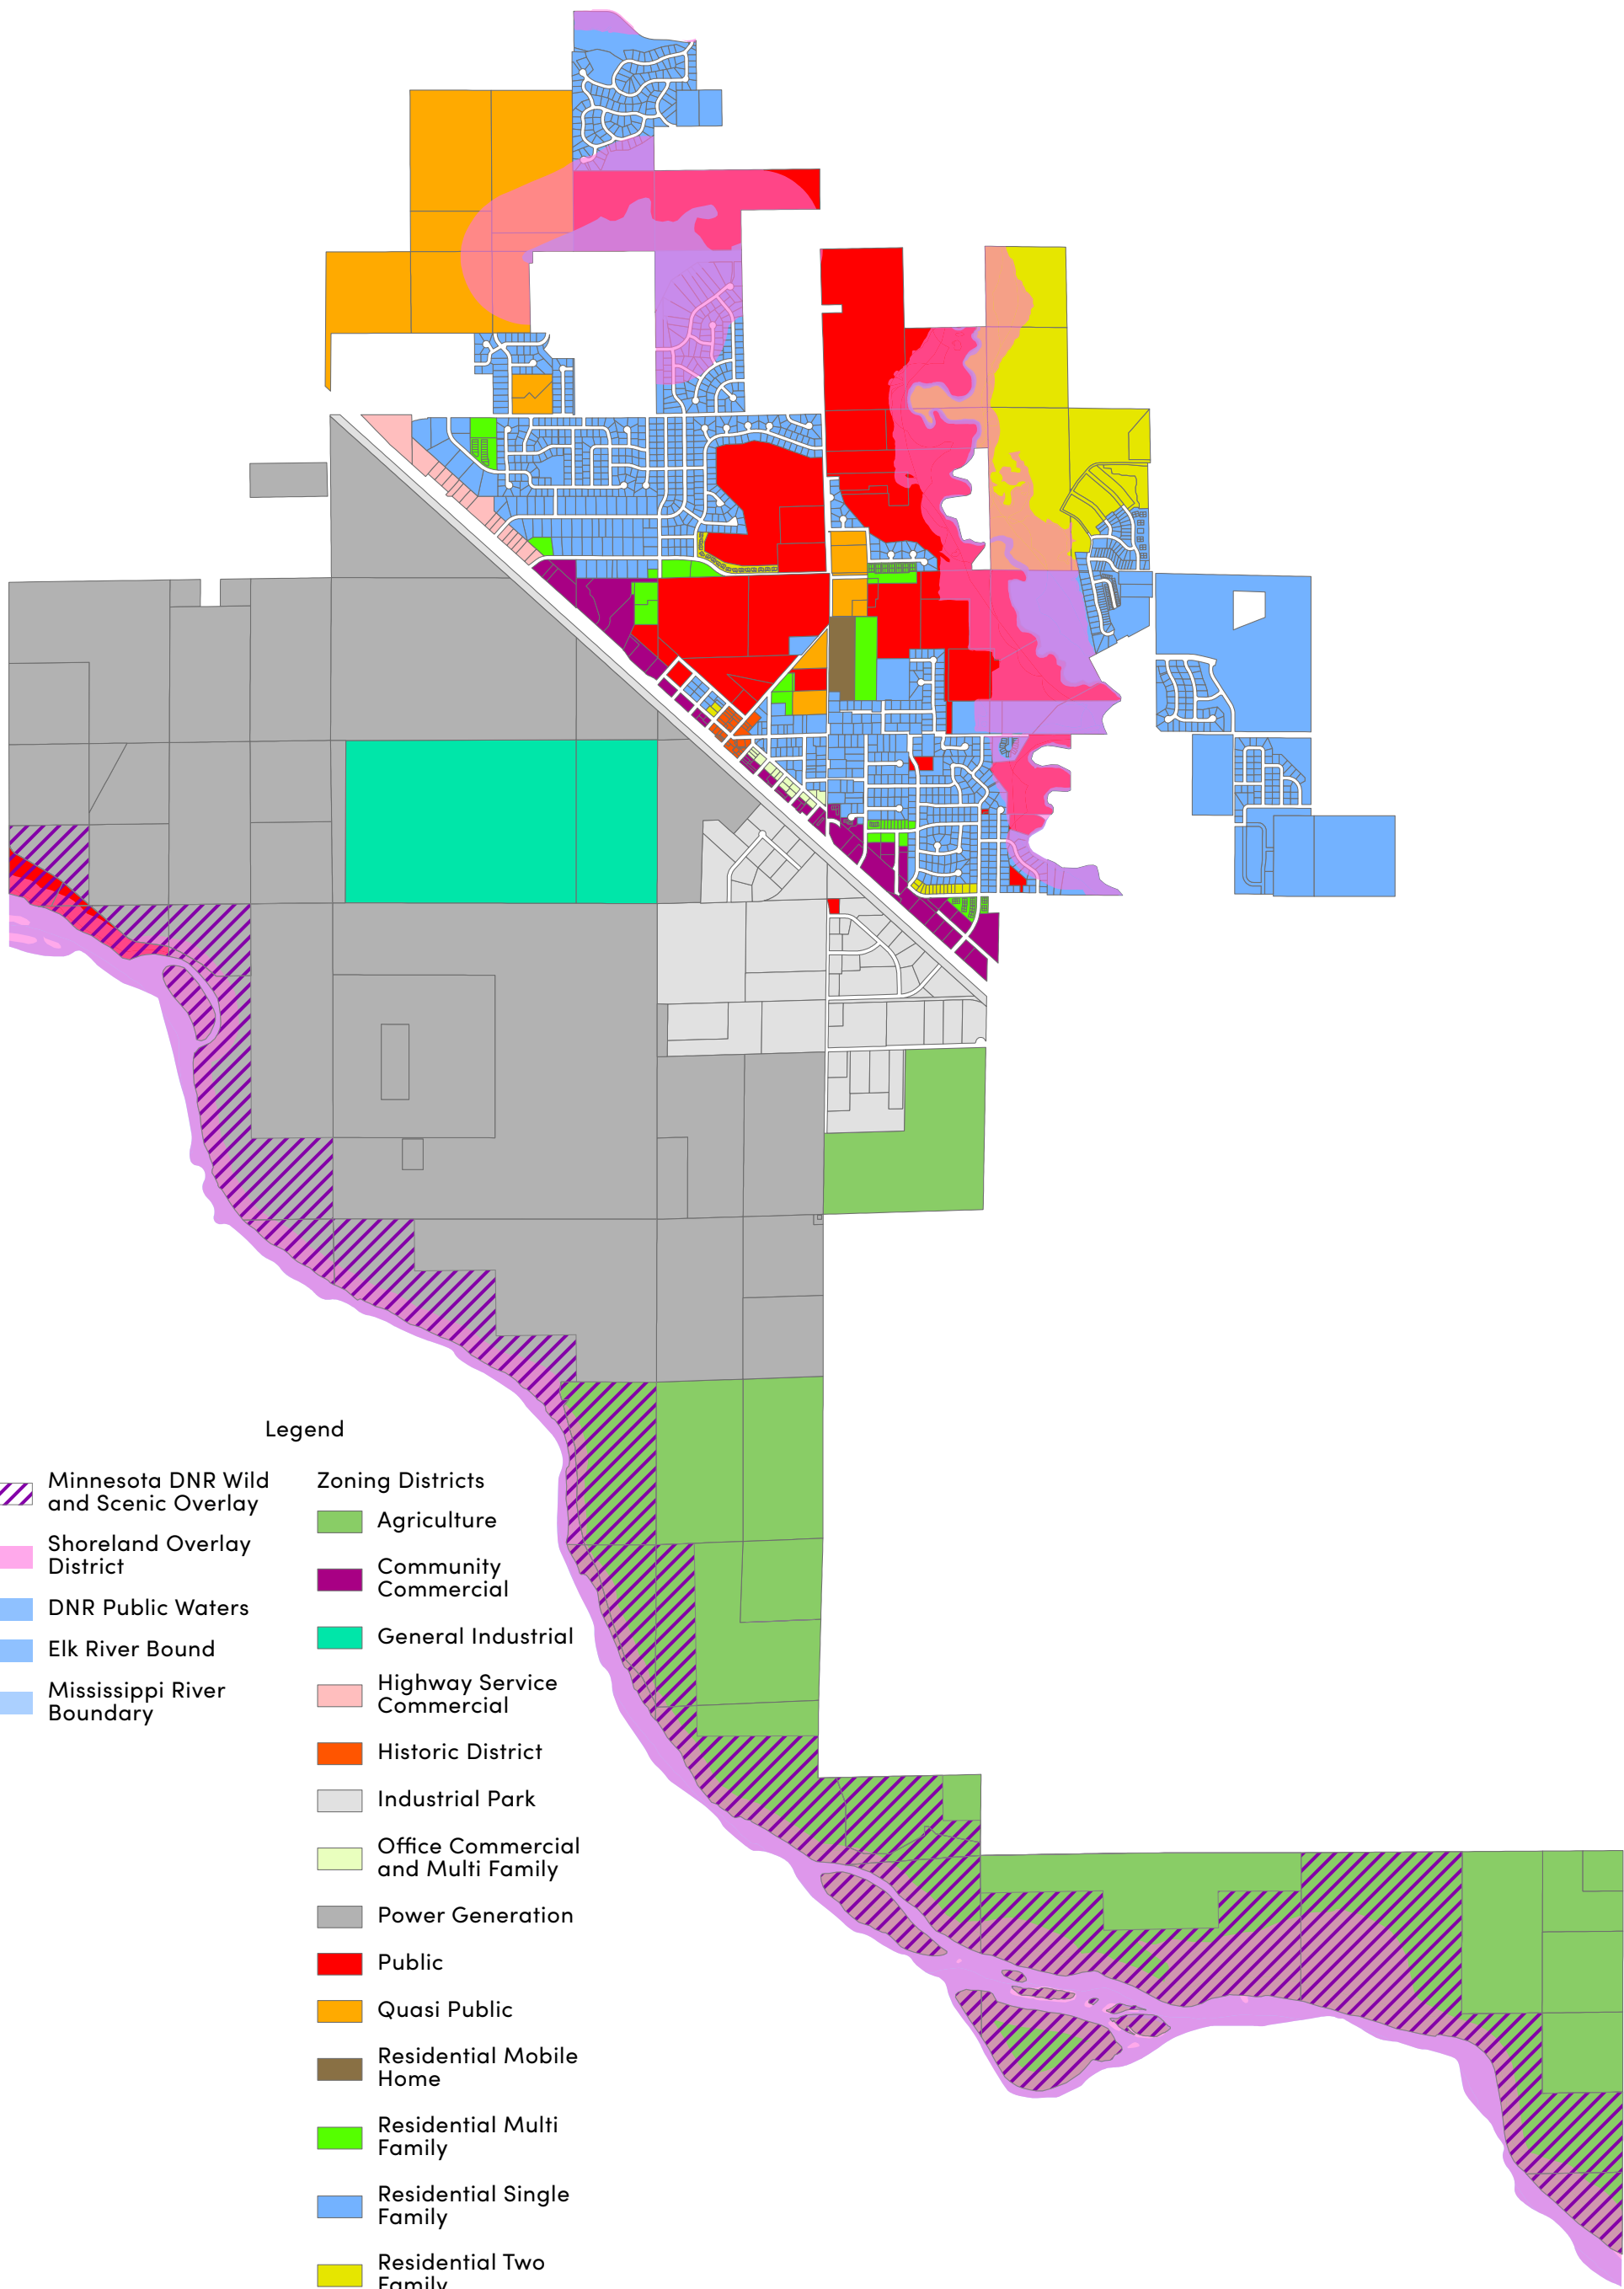 Legend
Minnesota DNR Wild
and Scenic Overlay
Shoreland Overlay
District
DNR Public Waters
Elk River Bound
Mississippi River
Boundary
Zoning Districts
Agriculture
Community
Commercial
General Industrial
Highway Service
Commercial
Historic District
Industrial Park
Office Commercial
and Multi Family
Power Generation
Public
Quasi Public
Residential Mobile
Home
Residential Multi
Family
Residential Single
Family
Residential Two
Family